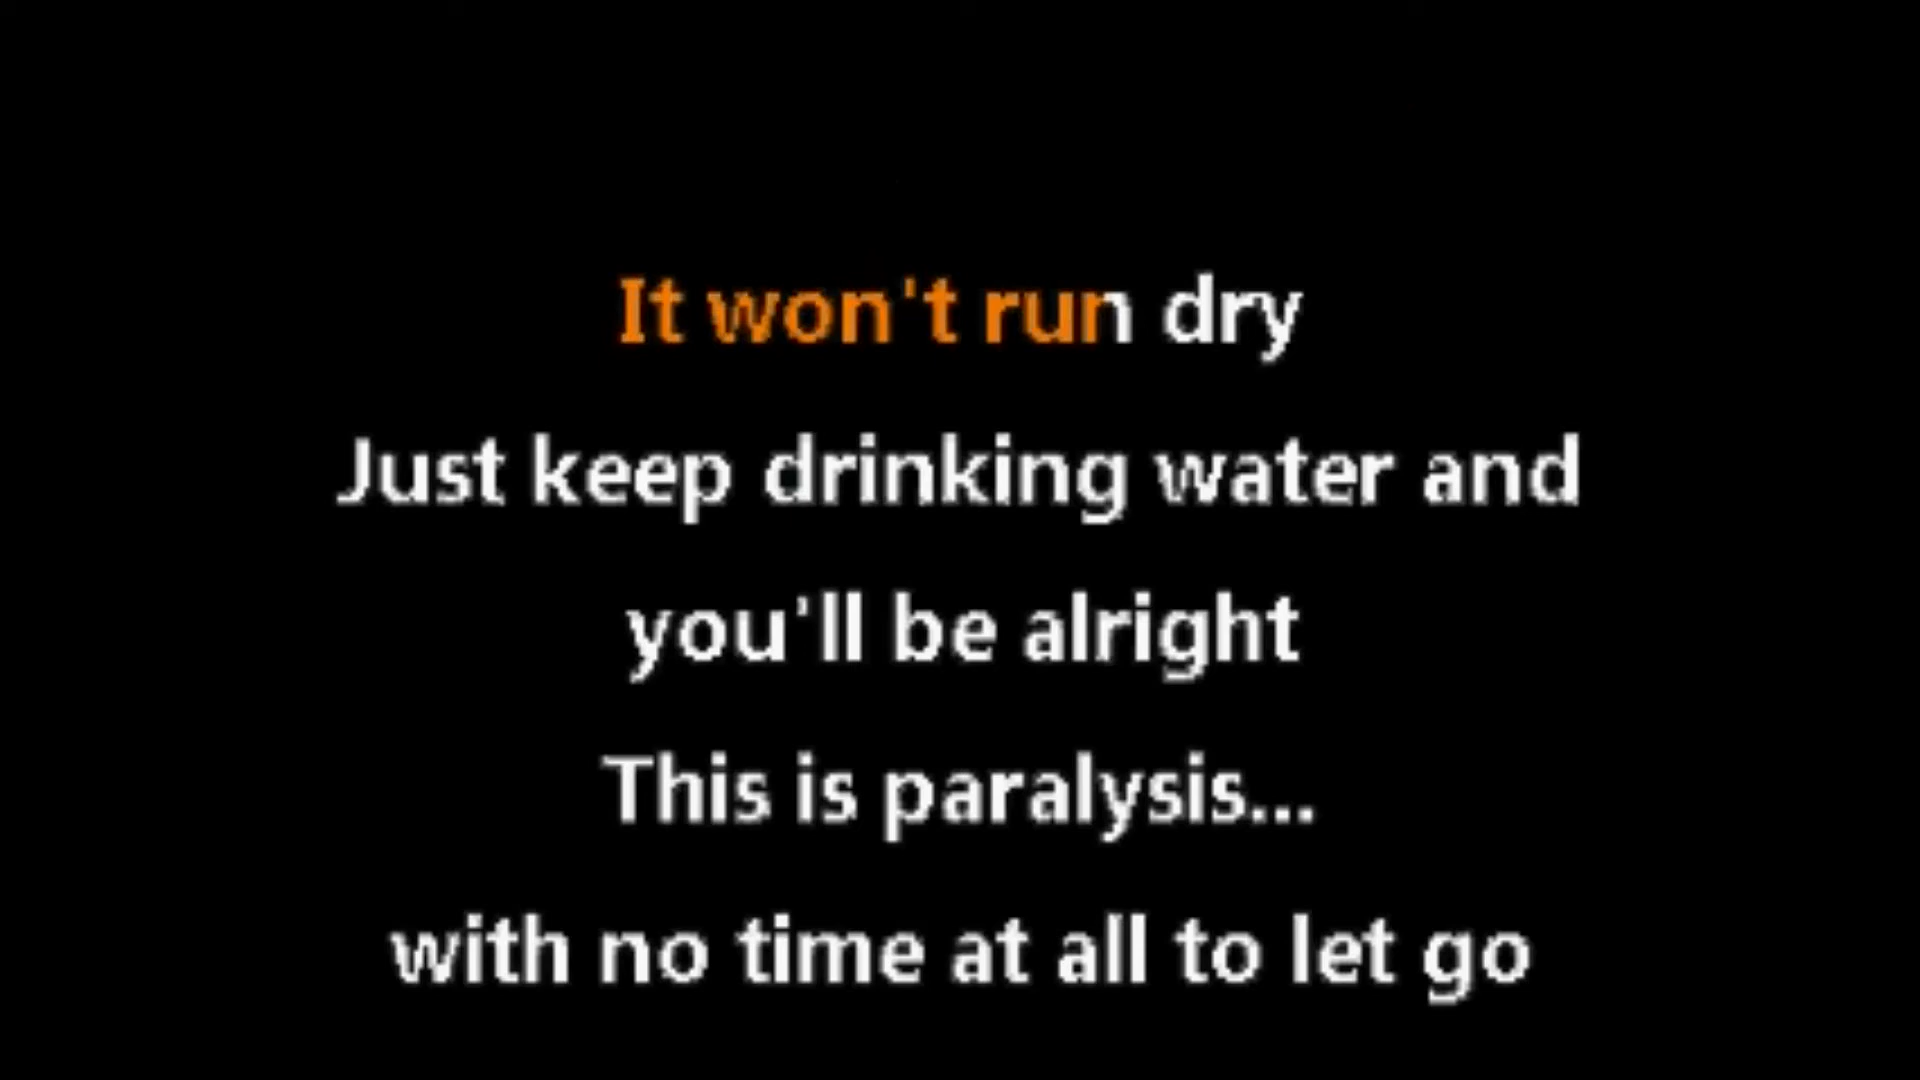 It won't run dry
Just keep drinking water and
you'll be alright
This is paralysis...
with no time at all to let go